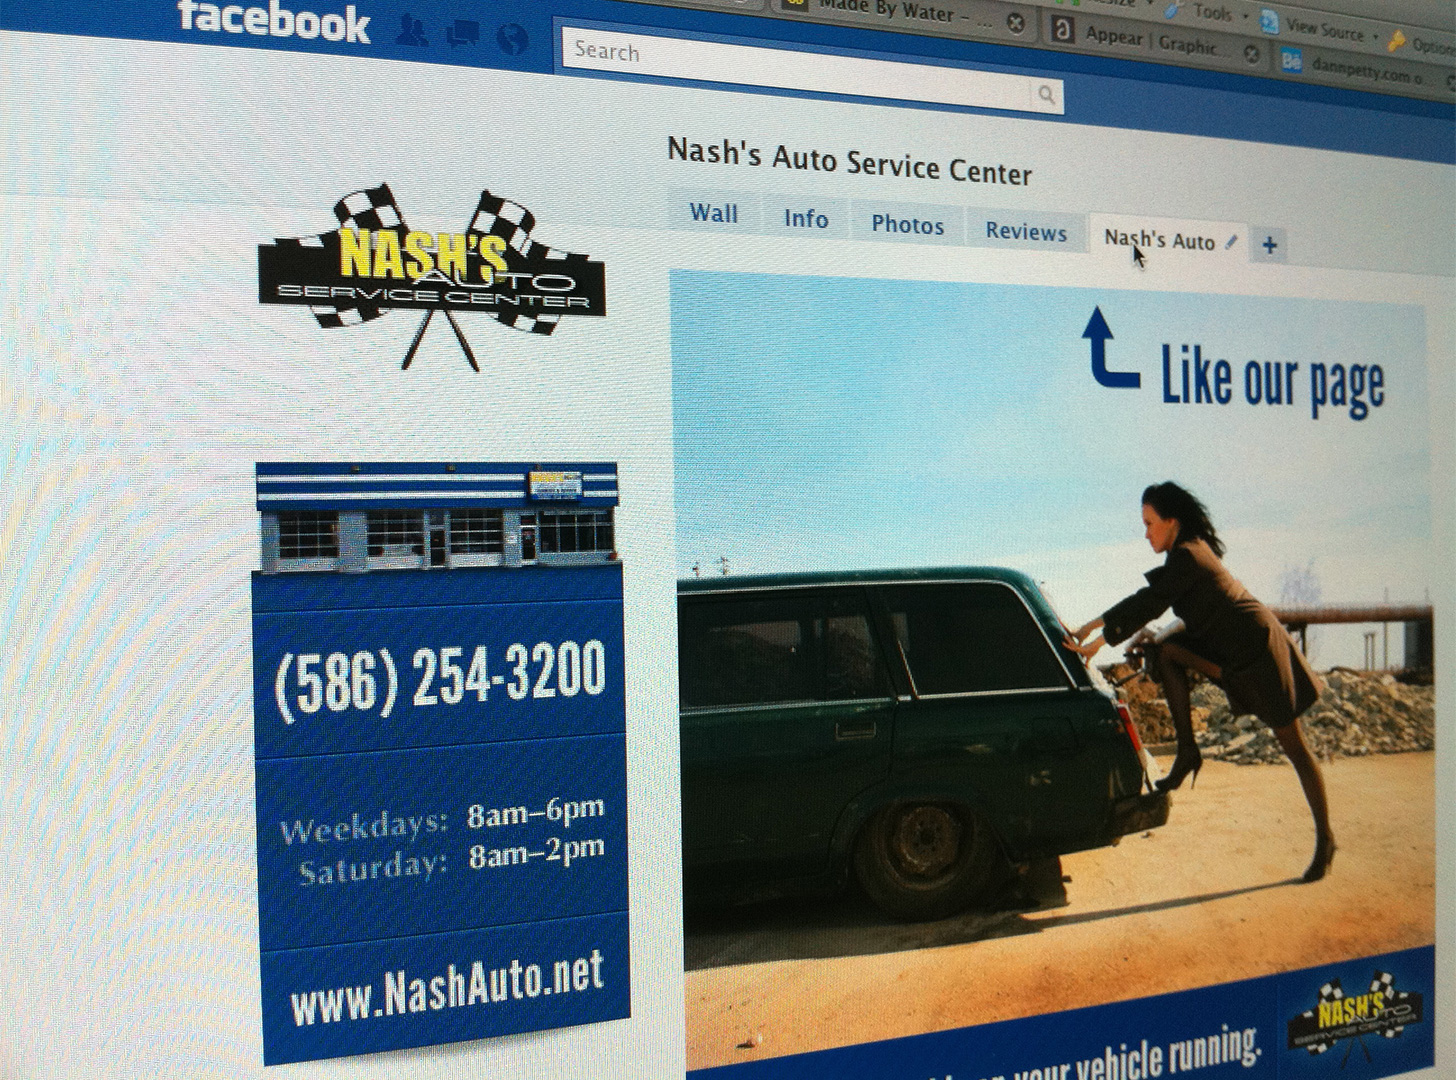 Made By Water – ...
Tools
View Source
Option
facebook
Search
Appear | Graphic...
Bē dannpetty.com o...
Nash's Auto Service Center
Wall
Info
Photos
Reviews
Nash's Auto
+
NASH'S
AUTO
SERVICE CENTER
Like our page
(586) 254-3200
Weekdays: 8am–6pm
Saturday: 8am–2pm
www.NashAuto.net
your vehicle running.
NASH'S
AUTO
SERVICE CENTER